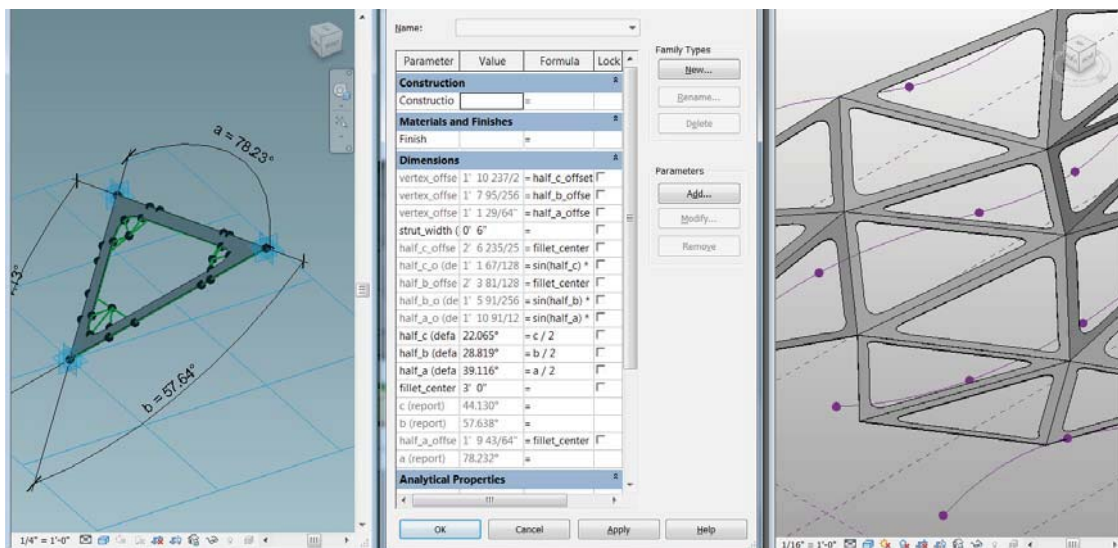 a = 78.23°
b = 57.64°
1/4" = 1'-0"
Name:
Parameter Value Formula Lock
Construction
Constructio =
Materials and Finishes
Finish =
Dimensions
vertex_offse 1' 10 237/2 = half_c_offset
vertex_offse 1' 7 95/256 = half_b_offse
vertex_offse 1' 1 29/64" = half_a_offse
strut_width ( 0' 6" =
half_c_offse 2' 6 235/25 = fillet_center
half_c_o (de 1' 1 67/128 = sin(half_c) *
half_b_offse 2' 3 81/128 = fillet_center
half_b_o (de 1' 5 91/256 = sin(half_b) *
half_a_o (de 1' 10 91/12 = sin(half_a) *
half_c (defa 22.065° = c / 2
half_b (defa 28.819° = b / 2
half_a (defa 39.116° = a / 2
fillet_center 3' 0" =
c (report) 44.130° =
b (report) 57.638° =
half_a_offse 1' 9 43/64" = fillet_center
a (report) 78.232° =
Analytical Properties
Family Types
New...
Rename...
Delete
Parameters
Add...
Modify...
Remove
OK Cancel Apply Help
1/16" = 1'-0"